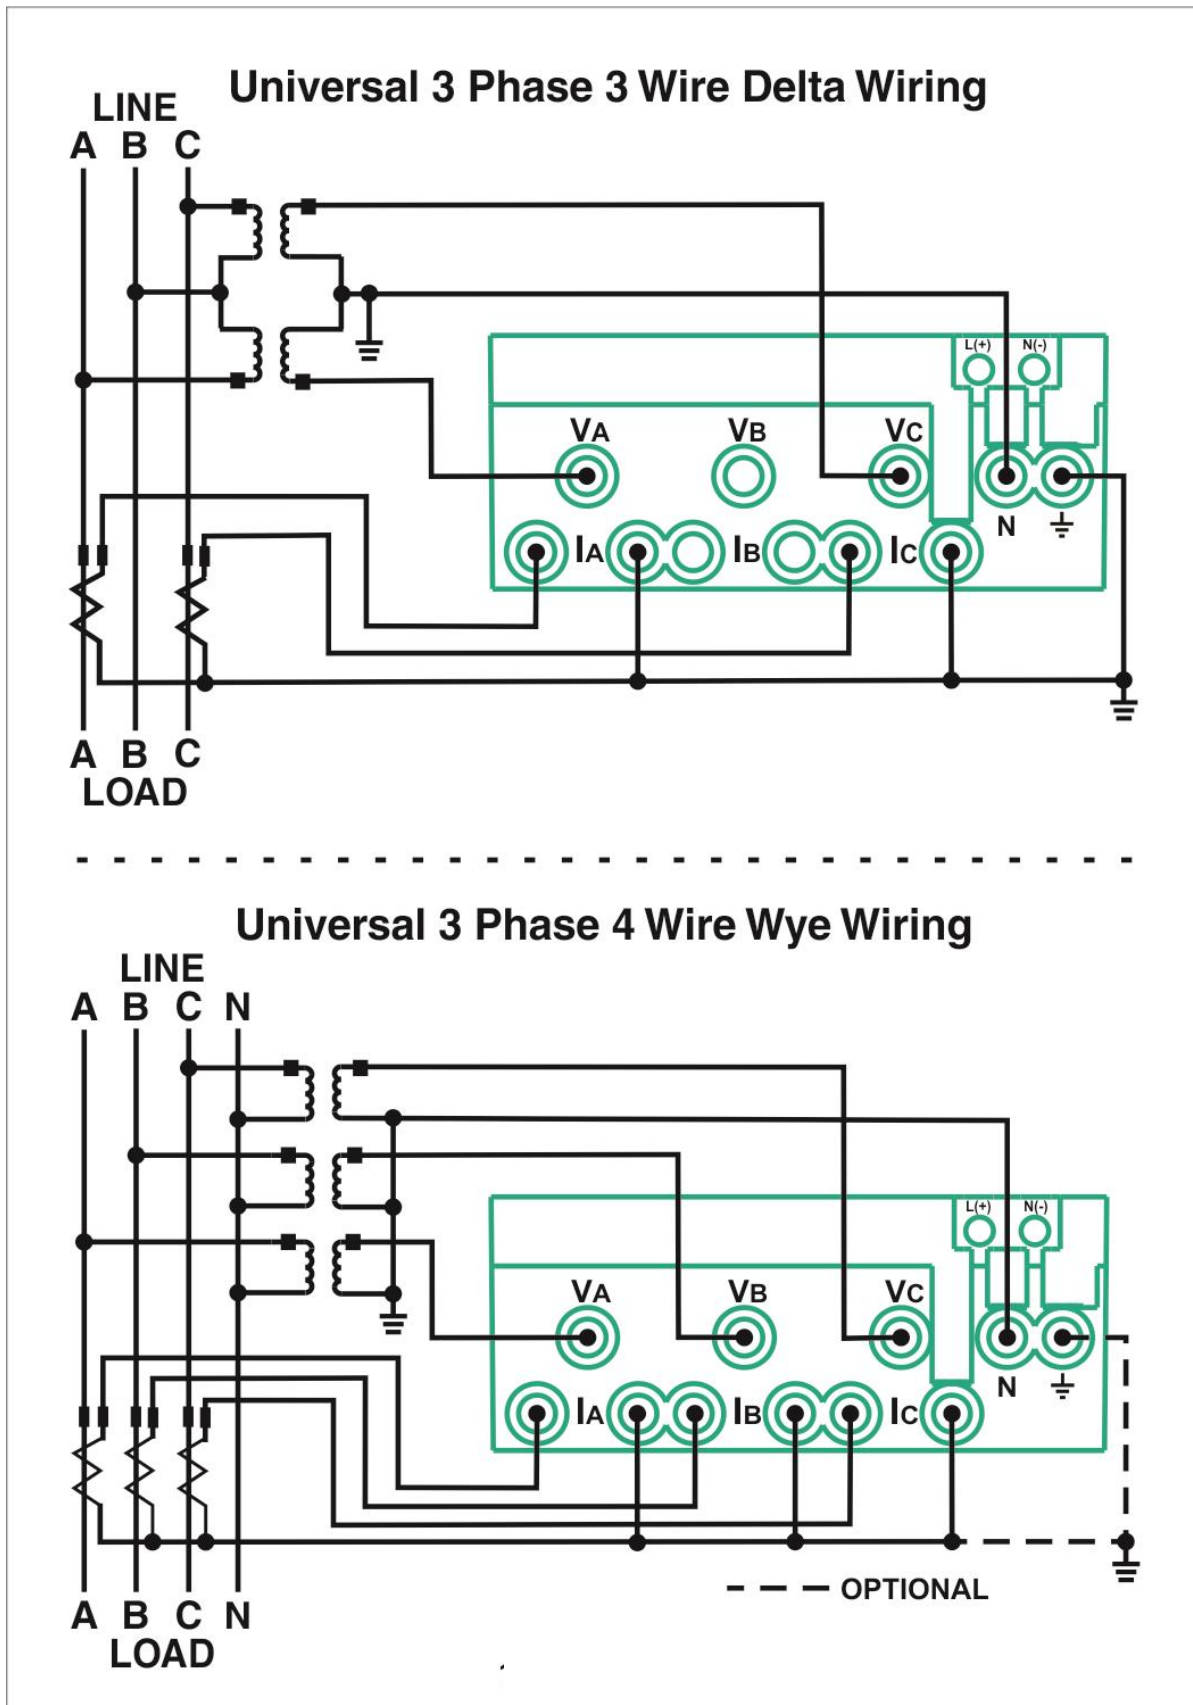 Universal 3 Phase 3 Wire Delta Wiring
LINE
A B C
L(+) N(-)
VA VB VC
N
IA IB IC
A B C
LOAD
Universal 3 Phase 4 Wire Wye Wiring
LINE
A B C N
L(+) N(-)
VA VB VC
N
IA IB IC
OPTIONAL
A B C N
LOAD